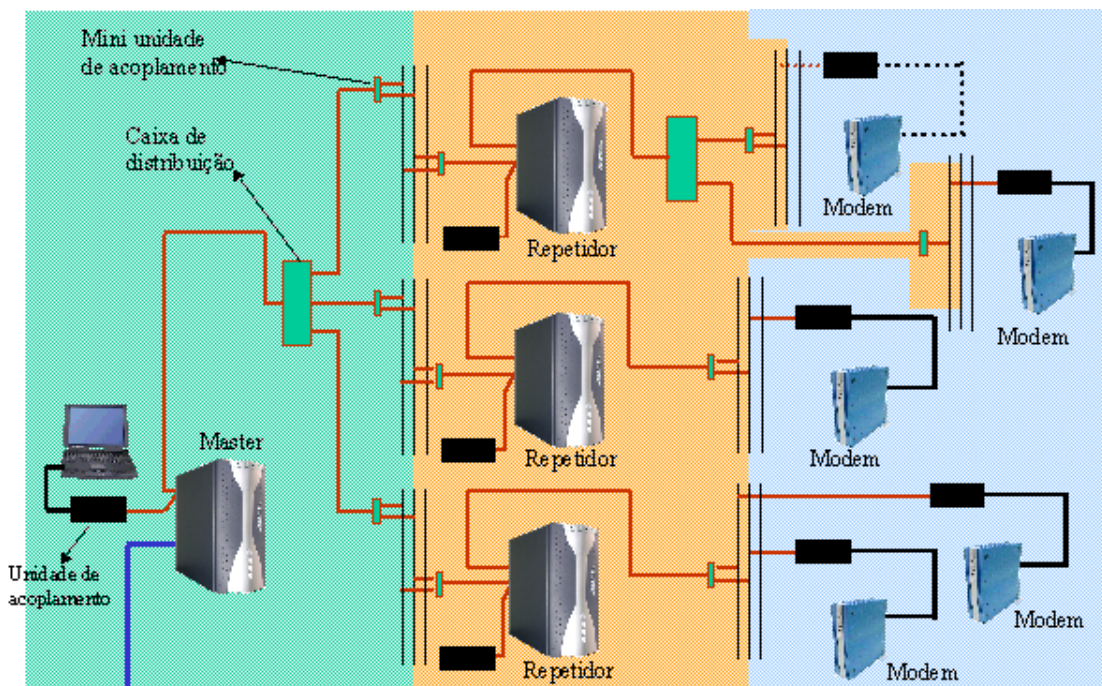 Mini unidade
de acoplamento
Caixa de
distribuição
Repetidor
Modem
Modem
Master
Repetidor
Modem
Unidade de
acoplamento
Repetidor
Modem
Modem